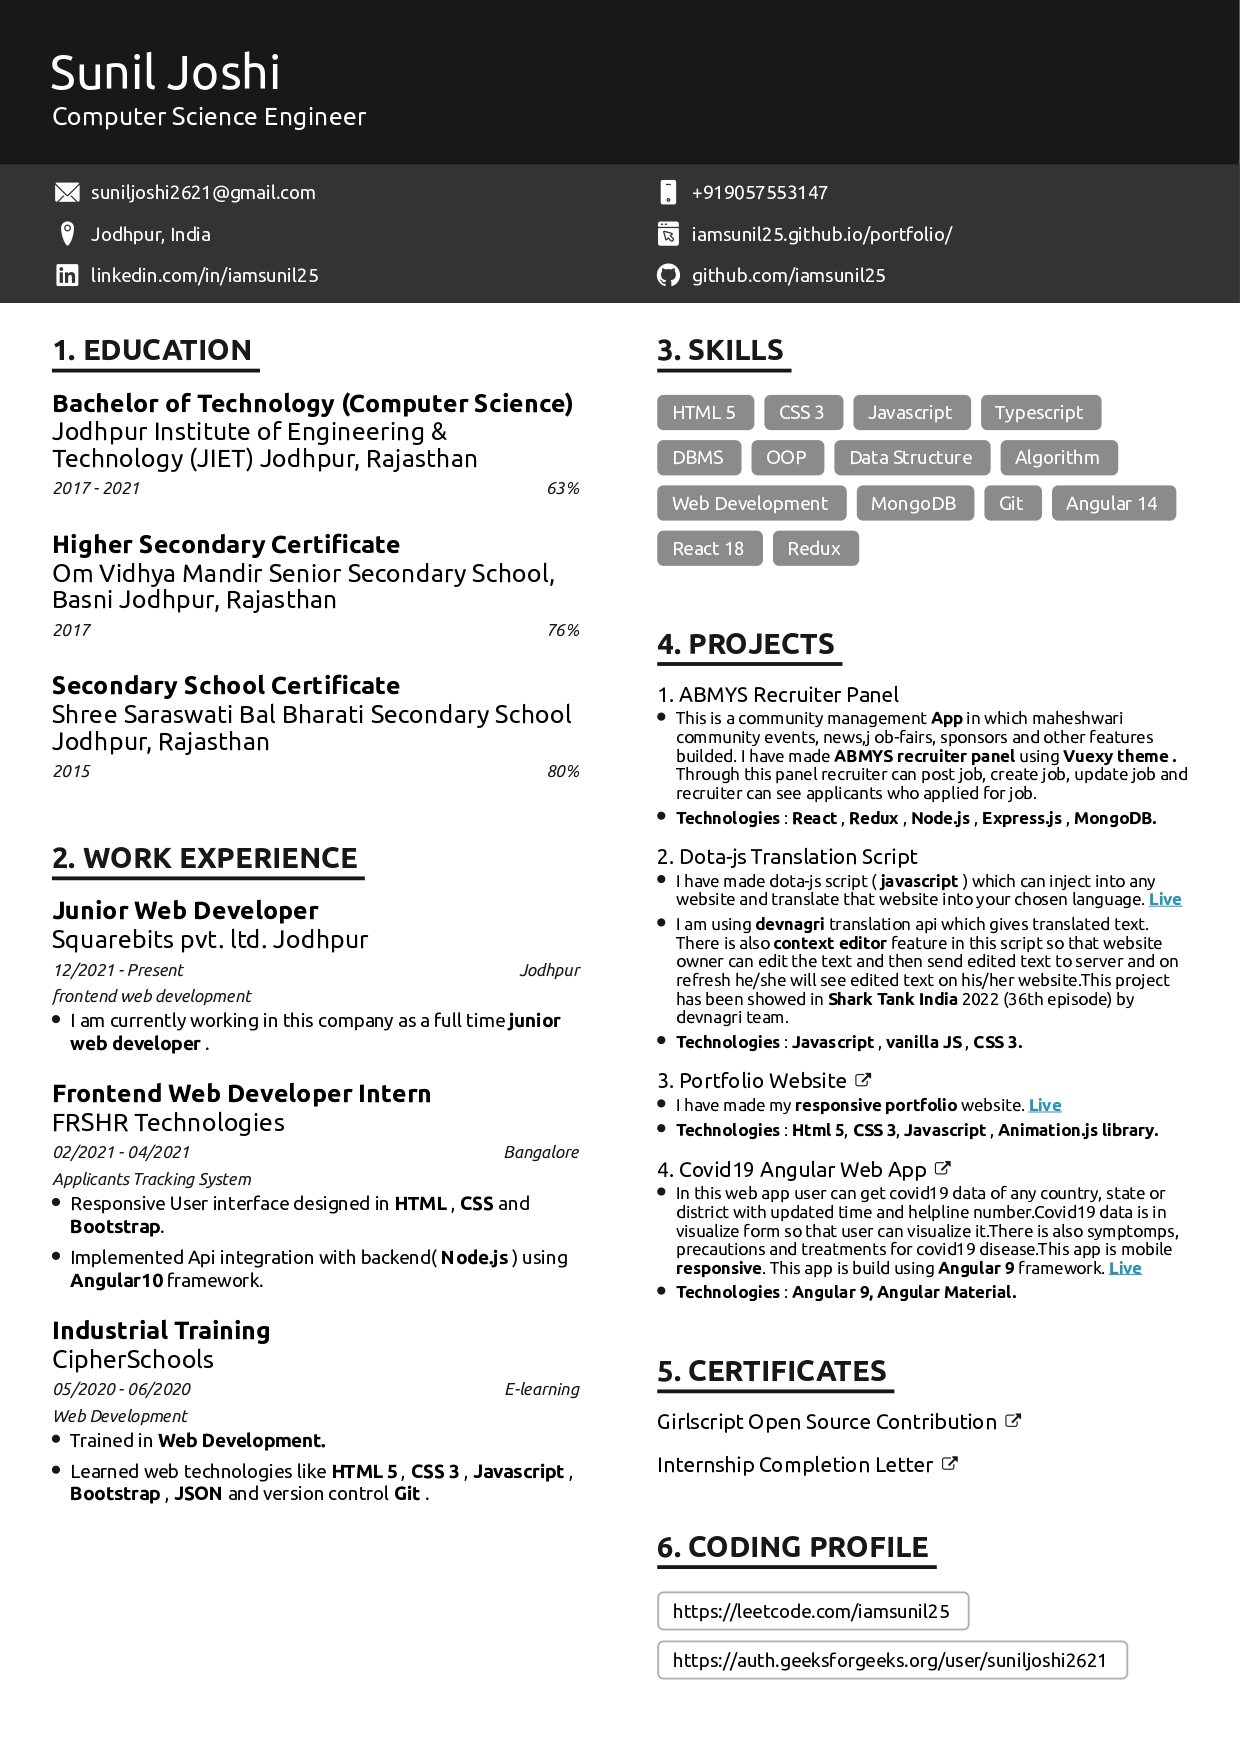 Sunil Joshi
Computer Science Engineer
suniljoshi2621@gmail.com
+919057553147
Jodhpur, India
iamsunil25.github.io/portfolio/
linkedin.com/in/iamsunil25
github.com/iamsunil25
1. EDUCATION
Bachelor of Technology (Computer Science)
Jodhpur Institute of Engineering &
Technology (JIET) Jodhpur, Rajasthan
2017 - 2021 63%
Higher Secondary Certificate
Om Vidhya Mandir Senior Secondary School,
Basni Jodhpur, Rajasthan
2017 76%
Secondary School Certificate
Shree Saraswati Bal Bharati Secondary School
Jodhpur, Rajasthan
2015 80%
2. WORK EXPERIENCE
Junior Web Developer
Squarebits pvt. ltd. Jodhpur
12/2021 - Present Jodhpur
frontend web development
• I am currently working in this company as a full time junior
web developer .
Frontend Web Developer Intern
FRSHR Technologies
02/2021 - 04/2021 Bangalore
Applicants Tracking System
• Responsive User interface designed in HTML , CSS and
Bootstrap.
• Implemented Api integration with backend( Node.js ) using
Angular10 framework.
Industrial Training
CipherSchools
05/2020 - 06/2020 E-learning
Web Development
• Trained in Web Development.
• Learned web technologies like HTML 5 , CSS 3 , Javascript ,
Bootstrap , JSON and version control Git .
3. SKILLS
HTML 5 CSS 3 Javascript Typescript
DBMS OOP Data Structure Algorithm
Web Development MongoDB Git Angular 14
React 18 Redux
4. PROJECTS
1. ABMYS Recruiter Panel
• This is a community management App in which maheshwari
community events, news,j ob-fairs, sponsors and other features
builded. I have made ABMYS recruiter panel using Vuexy theme .
Through this panel recruiter can post job, create job, update job and
recruiter can see applicants who applied for job.
• Technologies : React , Redux , Node.js , Express.js , MongoDB.
2. Dota-js Translation Script
• I have made dota-js script ( javascript ) which can inject into any
website and translate that website into your chosen language. Live
• I am using devnagri translation api which gives translated text.
There is also context editor feature in this script so that website
owner can edit the text and then send edited text to server and on
refresh he/she will see edited text on his/her website.This project
has been showed in Shark Tank India 2022 (36th episode) by
devnagri team.
• Technologies : Javascript , vanilla JS , CSS 3.
3. Portfolio Website
• I have made my responsive portfolio website. Live
• Technologies : Html 5, CSS 3, Javascript , Animation.js library.
4. Covid19 Angular Web App
• In this web app user can get covid19 data of any country, state or
district with updated time and helpline number.Covid19 data is in
visualize form so that user can visualize it.There is also symptomps,
precautions and treatments for covid19 disease.This app is mobile
responsive. This app is build using Angular 9 framework. Live
• Technologies : Angular 9, Angular Material.
5. CERTIFICATES
Girlscript Open Source Contribution
Internship Completion Letter
6. CODING PROFILE
https://leetcode.com/iamsunil25
https://auth.geeksforgeeks.org/user/suniljoshi2621